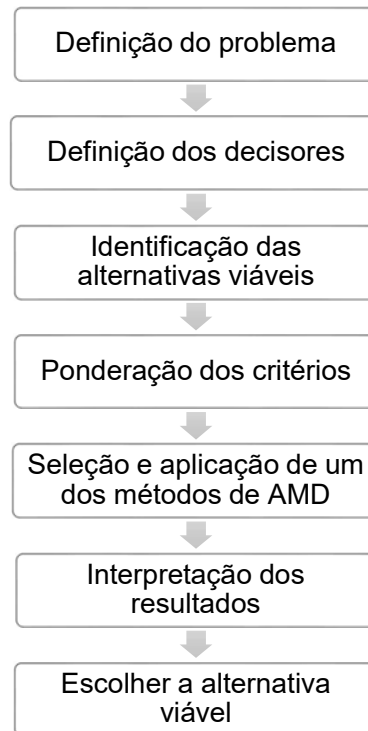 Definição do problema
Definição dos decisores
Identificação das
alternativas viáveis
Ponderação dos critérios
Seleção e aplicação de um
dos métodos de AMD
Interpretação dos
resultados
Escolher a alternativa
viável